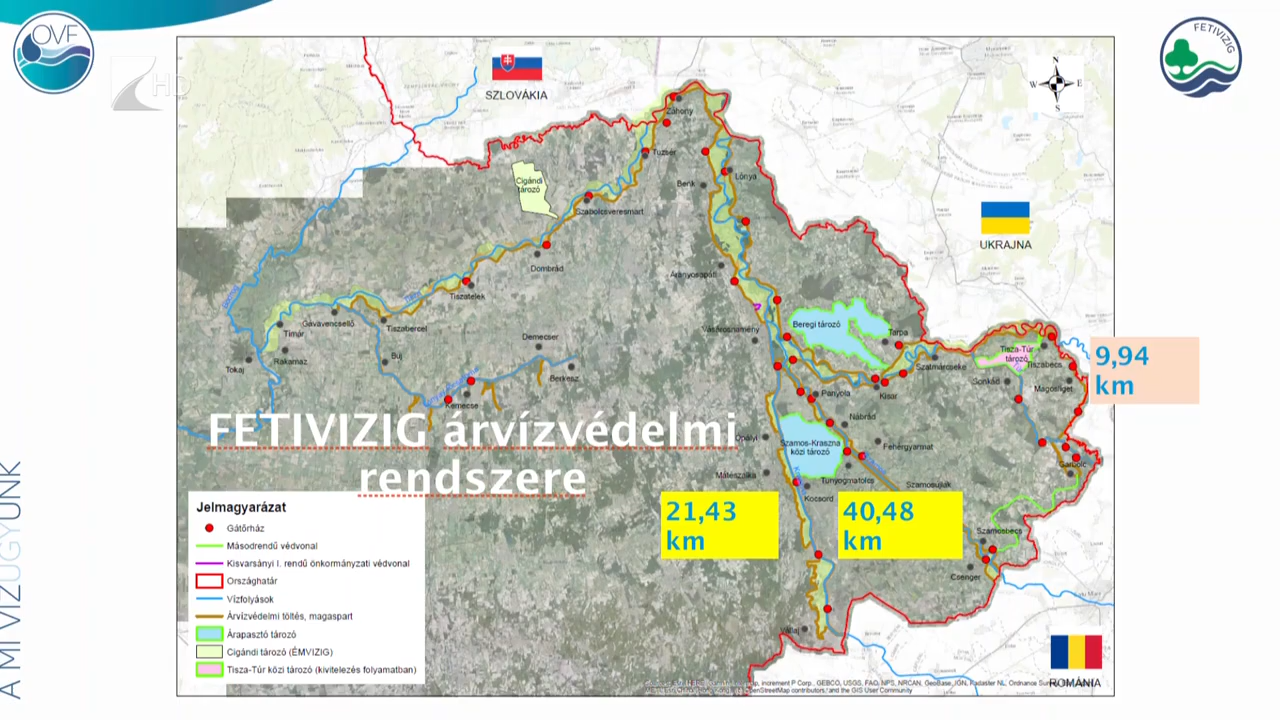 OVF
HD
FETIVIZIG
SZLOVÁKIA
N
W
E
S
Záhony
Tuzsér
Cigándi
tározó
Benk
Lónya
Szabolcsveresmart
UKRAJNA
Dombrád
Aranyosapáti
Tiszatelek
Gávavencsellő
Tiszabercel
Timár
Vásárosnamény
Beregi tározó
Tarpa
Demecser
Rakamaz
Buj
Tokaj
Berkesz
Szatmárcseke
Tisza-Túr
tározó
Tiszabecs
Sonkád
Magosliget
9,94
km
Kemecse
Panyola
Kisar
Nábrád
FETIVIZIG árvízvédelmi
rendszere
Ópályi
Szamos-Kraszna
közi tározó
Fehérgyarmat
Garbolc
Mátészalka
Tunyogmatolcs
Szamossályi
Kocsord
21,43
km
40,48
km
Szamosbecs
Csenger
Vállaj
Jelmagyarázat
Gátőrház
Másodrendű védvonal
Kisvarsányi I. rendű önkormányzati védvonal
Országhatár
Vízfolyások
Árvízvédelmi töltés, magaspart
Árapasztó tározó
Cigándi tározó (ÉMVIZIG)
Tisza-Túr közi tározó (kivitelezés folyamatban)
ROMÁNIA
A MI VÍZÜGYÜNK